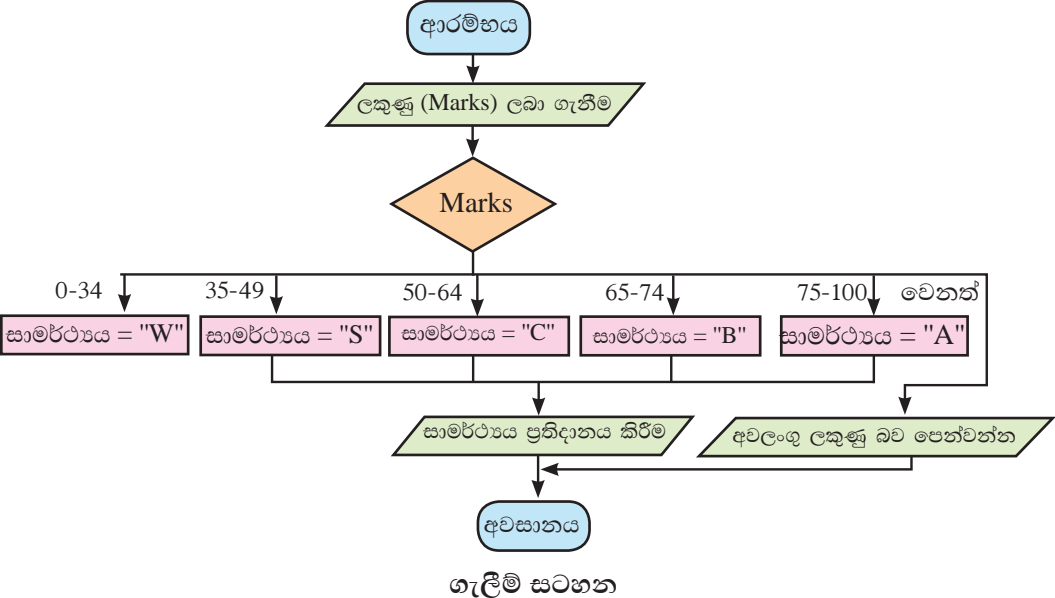 ආරම්භය
ලකුණු (Marks) ලබා ගැනීම
Marks
0-34
35-49
50-64
65-74
75-100
වෙනත්
සාමර්ථ්‍යය = "W"
සාමර්ථ්‍යය = "S"
සාමර්ථ්‍යය = "C"
සාමර්ථ්‍යය = "B"
සාමර්ථ්‍යය = "A"
සාමර්ථ්‍යය ප්‍රතිදානය කිරීම
අවලංගු ලකුණු බව පෙන්වන්න
අවසානය
ගැලීම් සටහන